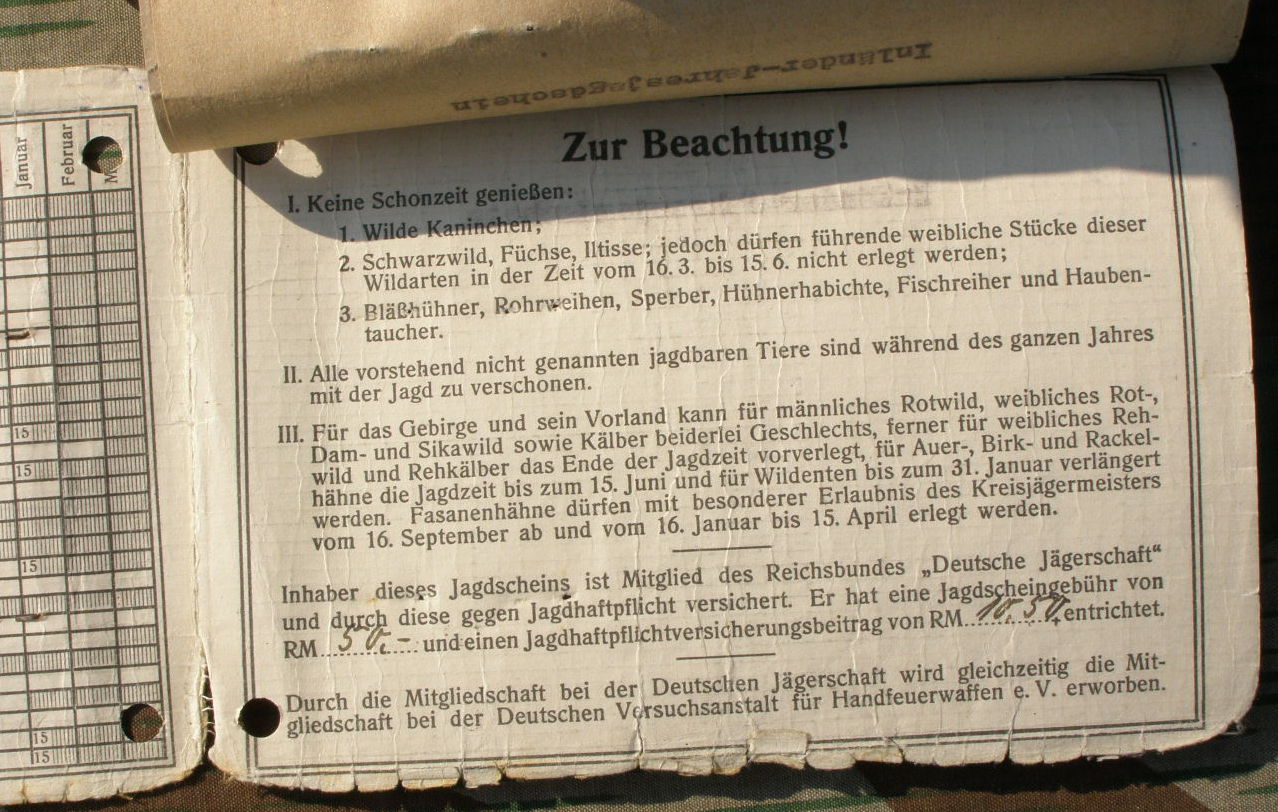 Inländer-Jahresjagdschein
Januar
Februar
15
15
15
15
15
Zur Beachtung!
I. Keine Schonzeit genießen:
1. Wilde Kaninchen;
2. Schwarzwild, Füchse, Iltisse; jedoch dürfen führende weibliche Stücke dieser
Wildarten in der Zeit vom 16. 3. bis 15. 6. nicht erlegt werden;
3. Bläßhühner, Rohrweihen, Sperber, Hühnerhabichte, Fischreiher und Hauben-
taucher.
II. Alle vorstehend nicht genannten jagdbaren Tiere sind während des ganzen Jahres
mit der Jagd zu verschonen.
III. Für das Gebirge und sein Vorland kann für männliches Rotwild, weibliches Rot-,
Dam- und Sikawild sowie Kälber beiderlei Geschlechts, ferner für weibliches Reh-
wild und Rehkälber das Ende der Jagdzeit vorverlegt, für Auer-, Birk- und Rackel-
hähne die Jagdzeit bis zum 15. Juni und für Wildenten bis zum 31. Januar verlängert
werden. Fasanenhähne dürfen mit besonderer Erlaubnis des Kreisjägermeisters
vom 16. September ab und vom 16. Januar bis 15. April erlegt werden.
Inhaber dieses Jagdscheins ist Mitglied des Reichsbundes „Deutsche Jägerschaft“
und durch diese gegen Jagdhaftpflicht versichert. Er hat eine Jagdscheingebühr von
RM 50.- und einen Jagdhaftpflichtversicherungsbeitrag von RM 10.50 entrichtet.
Durch die Mitgliedschaft bei der Deutschen Jägerschaft wird gleichzeitig die Mit-
gliedschaft bei der Deutschen Versuchsanstalt für Handfeuerwaffen e. V. erworben.